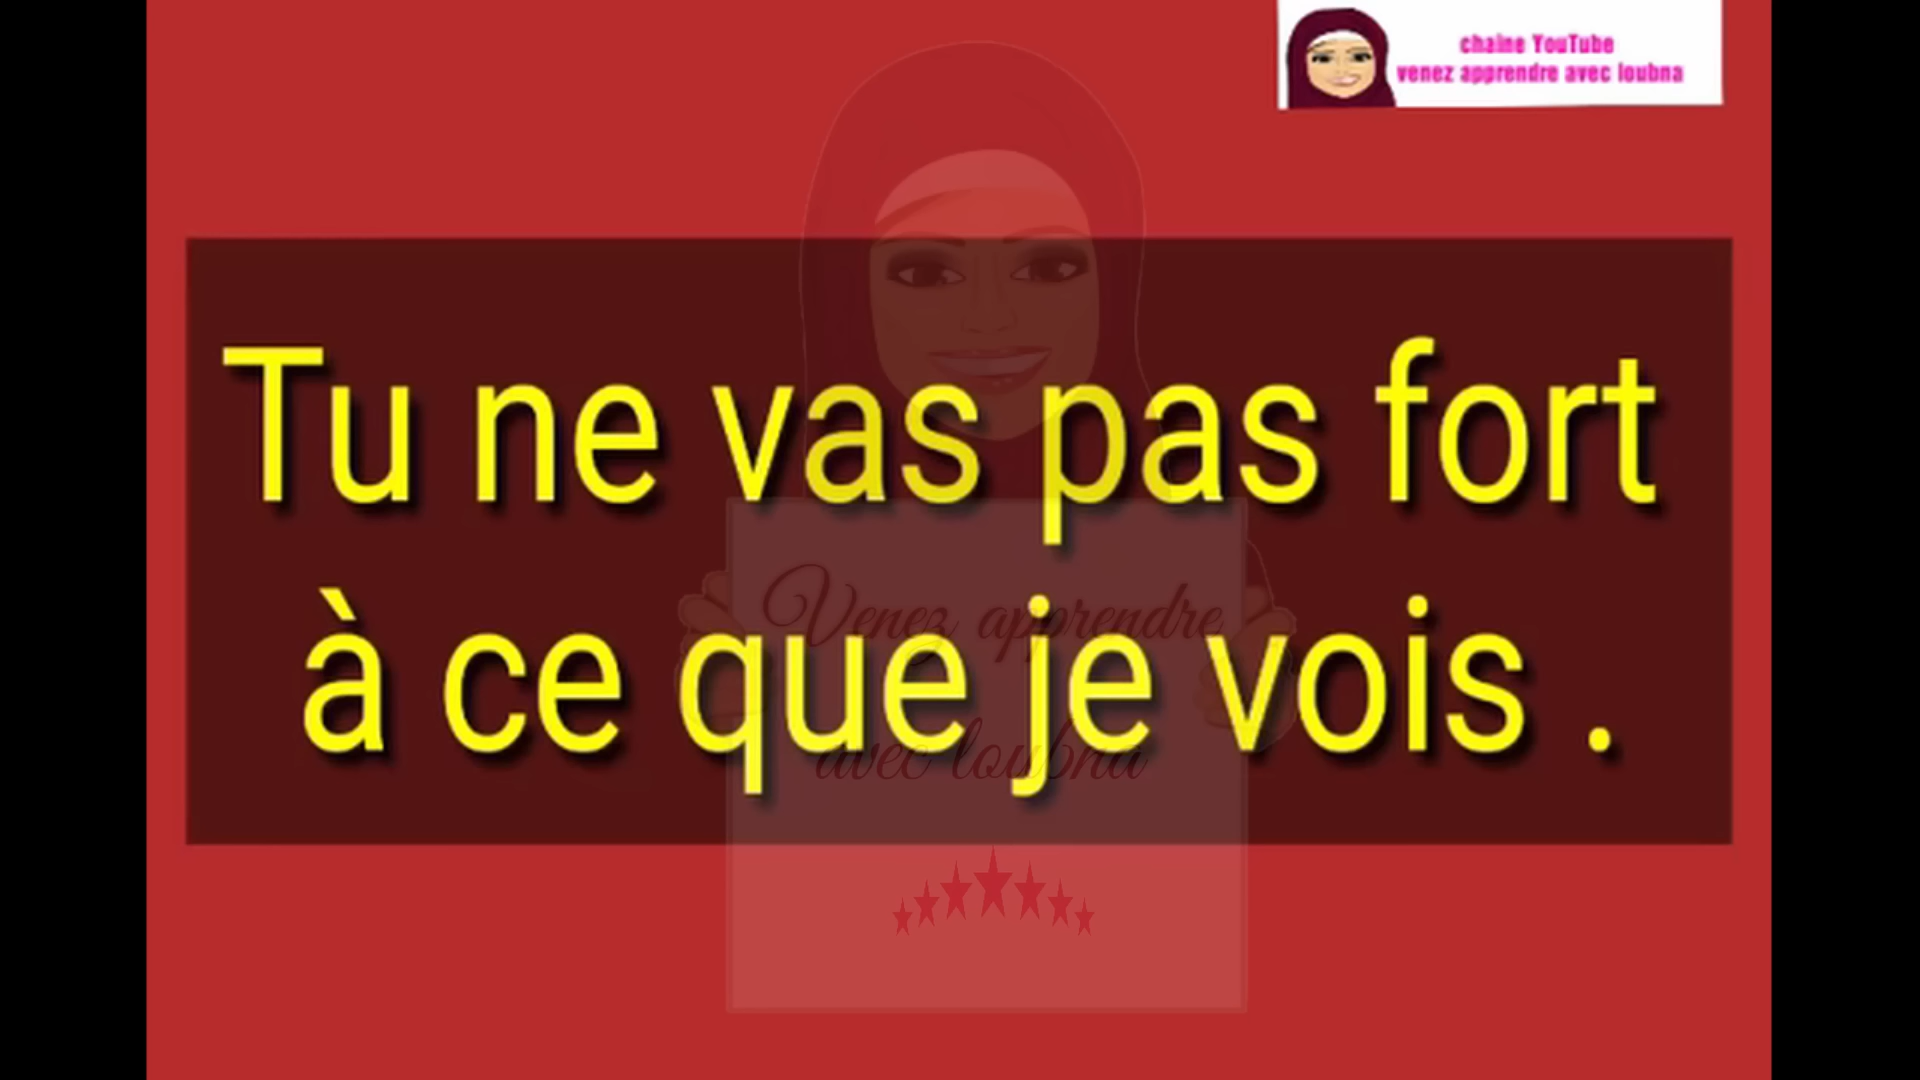 chaine YouTube
venez apprendre avec loubna
Tu ne vas pas fort
à ce que je vois .
Venez apprendre
avec loubna